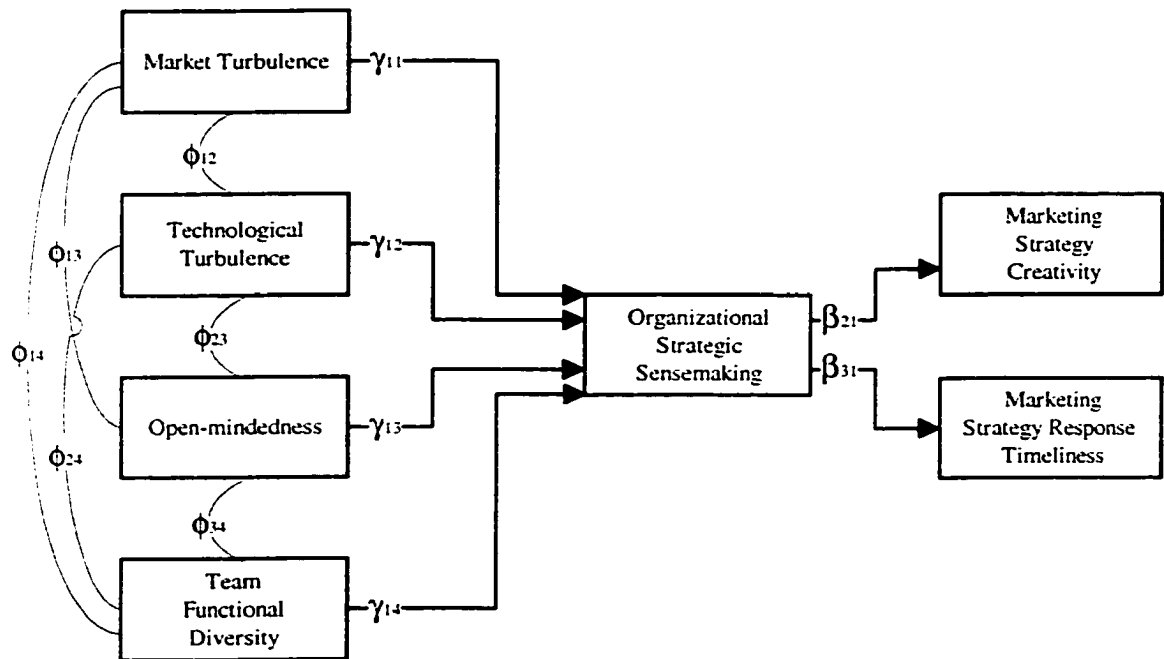 Market Turbulence
γ11
ϕ12
Technological
Turbulence
γ12
ϕ13
ϕ23
ϕ14
Open-mindedness
γ13
ϕ24
ϕ34
Team
Functional
Diversity
γ14
Organizational
Strategic
Sensemaking
β21
β31
Marketing
Strategy
Creativity
Marketing
Strategy Response
Timeliness